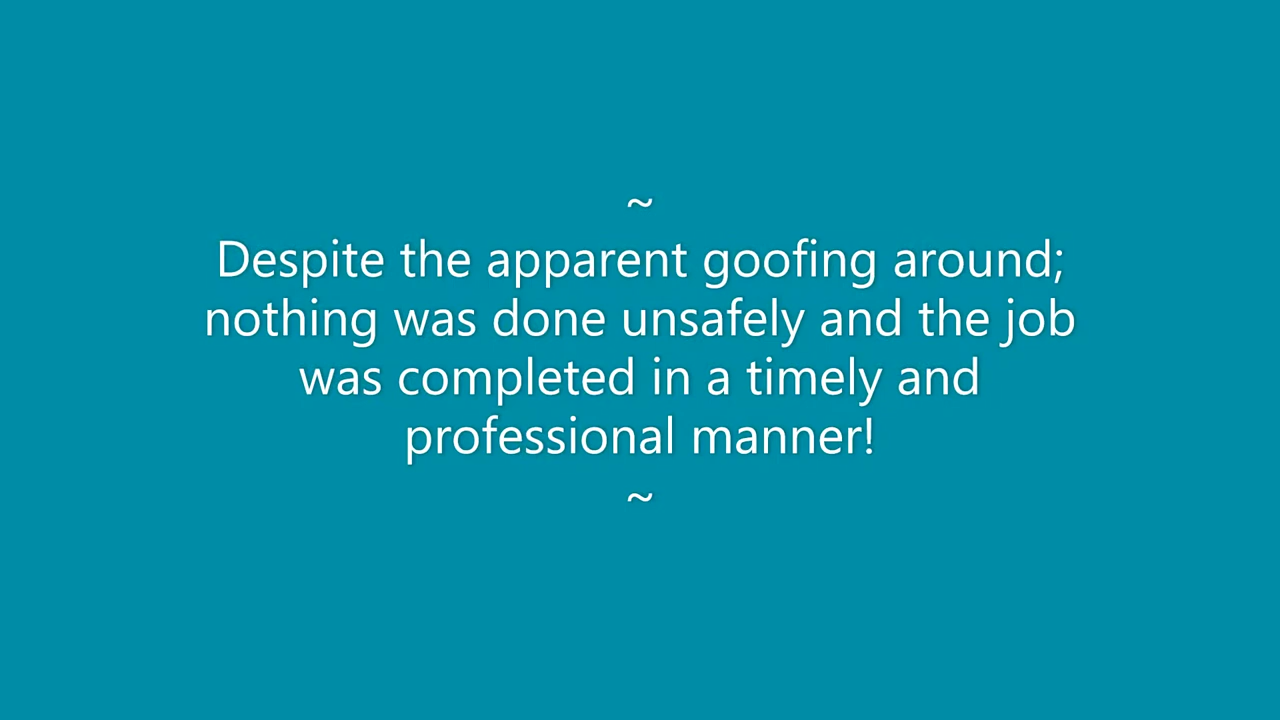 ~
Despite the apparent goofing around;
nothing was done unsafely and the job
was completed in a timely and
professional manner!
~